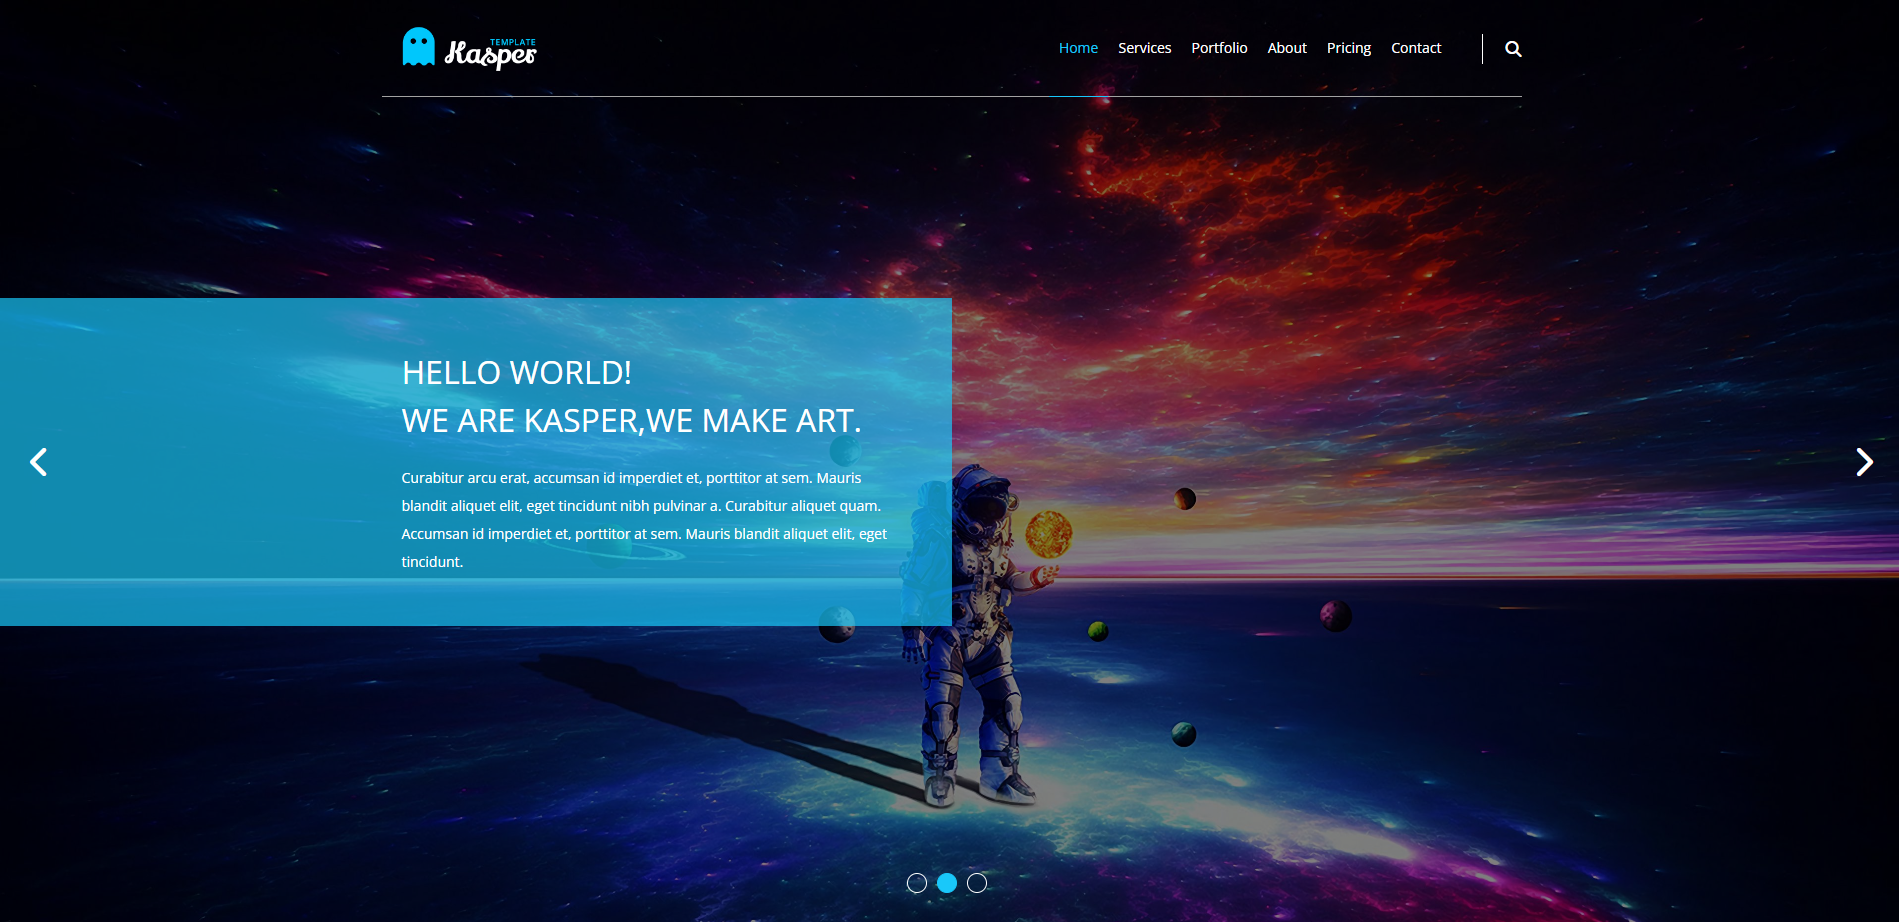 TEMPLATE
Kasper
Home Services Portfolio About Pricing Contact
HELLO WORLD!
WE ARE KASPER,WE MAKE ART.
Curabitur arcu erat, accumsan id imperdiet et, porttitor at sem. Mauris
blandit aliquet elit, eget tincidunt nibh pulvinar a. Curabitur aliquet quam.
Accumsan id imperdiet et, porttitor at sem. Mauris blandit aliquet elit, eget
tincidunt.